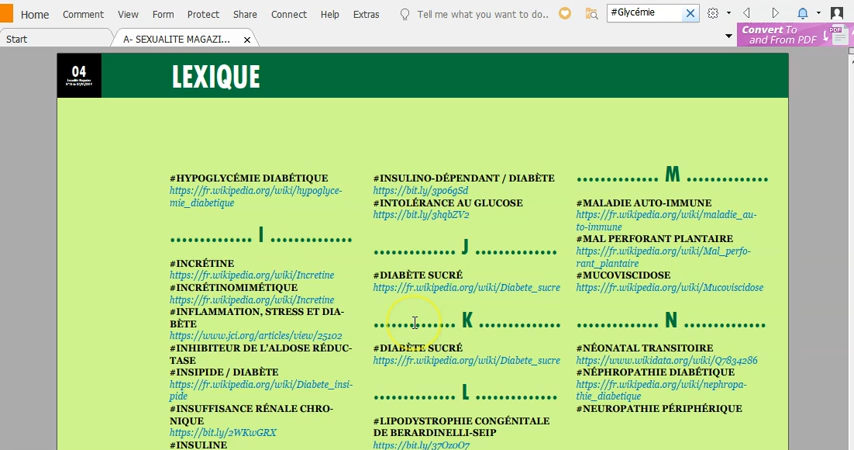 Home Comment View Form Protect Share Connect Help Extras Tell me what you want to do.. #Glycémie
Start A- SEXUALITE MAGAZI...
Convert To
and From PDF
PDF
04
LEXIQUE
#HYPOGLYCÉMIE DIABÉTIQUE
https://fr.wikipedia.org/wiki/hypoglyce-
mie_diabetique
.............. I ..............
#INCRÉTINE
https://fr.wikipedia.org/wiki/Incretine
#INCRÉTINOMIMÉTIQUE
https://fr.wikipedia.org/wiki/Incretine
#INFLAMMATION, STRESS ET DIA-
BÈTE
https://www.jci.org/articles/view/25102
#INHIBITEUR DE L'ALDOSE RÉDUC-
TASE
#INSIPIDE / DIABÈTE
https://fr.wikipedia.org/wiki/Diabete_insi-
pide
#INSUFFISANCE RÉNALE CHRO-
NIQUE
https://bit.ly/2WKwGRX
#INSULINE
#INSULINO-DÉPENDANT / DIABÈTE
https://bit.ly/3po6gSd
#INTOLÉRANCE AU GLUCOSE
https://bit.ly/3hqbZV2
.............. J ..............
#DIABÈTE SUCRÉ
https://fr.wikipedia.org/wiki/Diabete_sucre
.............. K ..............
#DIABÈTE SUCRÉ
https://fr.wikipedia.org/wiki/Diabete_sucre
.............. L ..............
#LIPODYSTROPHIE CONGÉNITALE
DE BERARDINELLI-SEIP
https://bit.ly/37Oz0O7
.............. M ..............
#MALADIE AUTO-IMMUNE
https://fr.wikipedia.org/wiki/maladie_au-
to-immune
#MAL PERFORANT PLANTAIRE
https://fr.wikipedia.org/wiki/Mal_perfo-
rant_plantaire
#MUCOVISCIDOSE
https://fr.wikipedia.org/wiki/Mucoviscidose
.............. N ..............
#NÉONATAL TRANSITOIRE
https://www.wikidata.org/wiki/Q7834286
#NÉPHROPATHIE DIABÉTIQUE
https://fr.wikipedia.org/wiki/nephropa-
thie_diabetique
#NEUROPATHIE PÉRIPHÉRIQUE